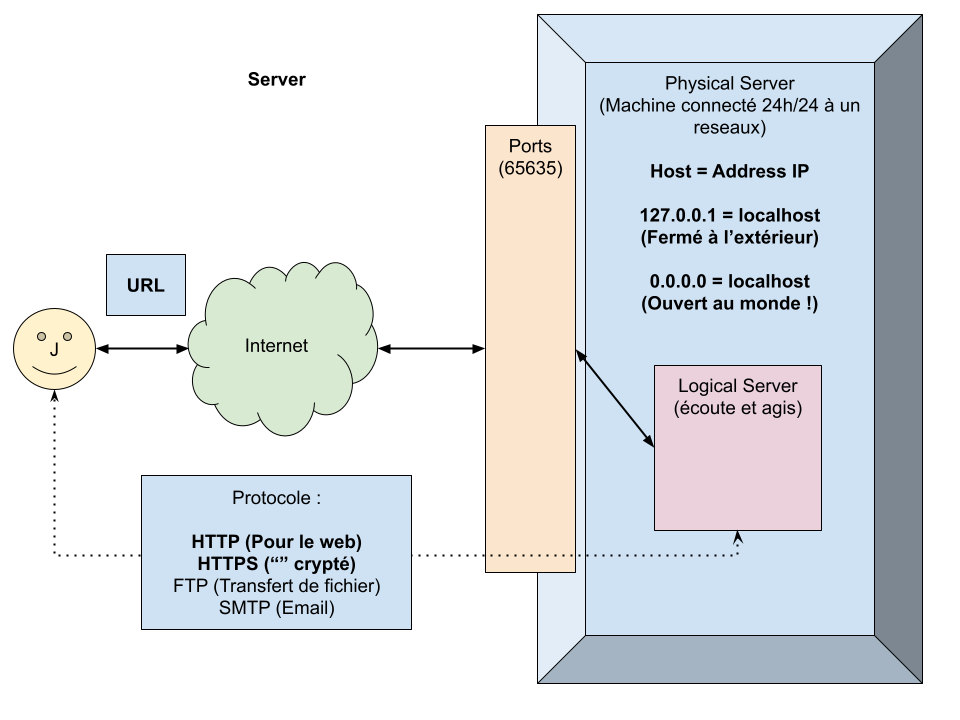 Server
Physical Server
(Machine connecté 24h/24 à un
reseaux)
Host = Address IP
127.0.0.1 = localhost
(Fermé à l’extérieur)
0.0.0.0 = localhost
(Ouvert au monde !)
Ports
(65635)
URL
J
Internet
Logical Server
(écoute et agis)
Protocole :
HTTP (Pour le web)
HTTPS (“” crypté)
FTP (Transfert de fichier)
SMTP (Email)